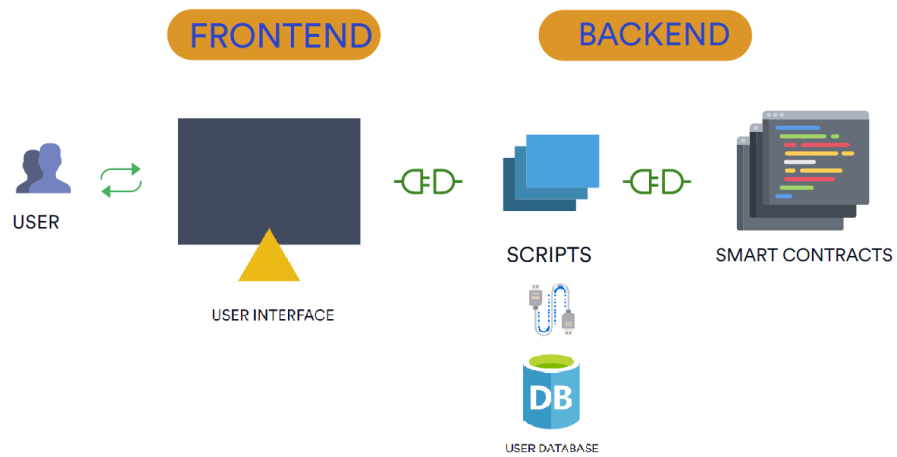 FRONTEND
BACKEND
USER
USER INTERFACE
SCRIPTS
SMART CONTRACTS
DB
USER DATABASE